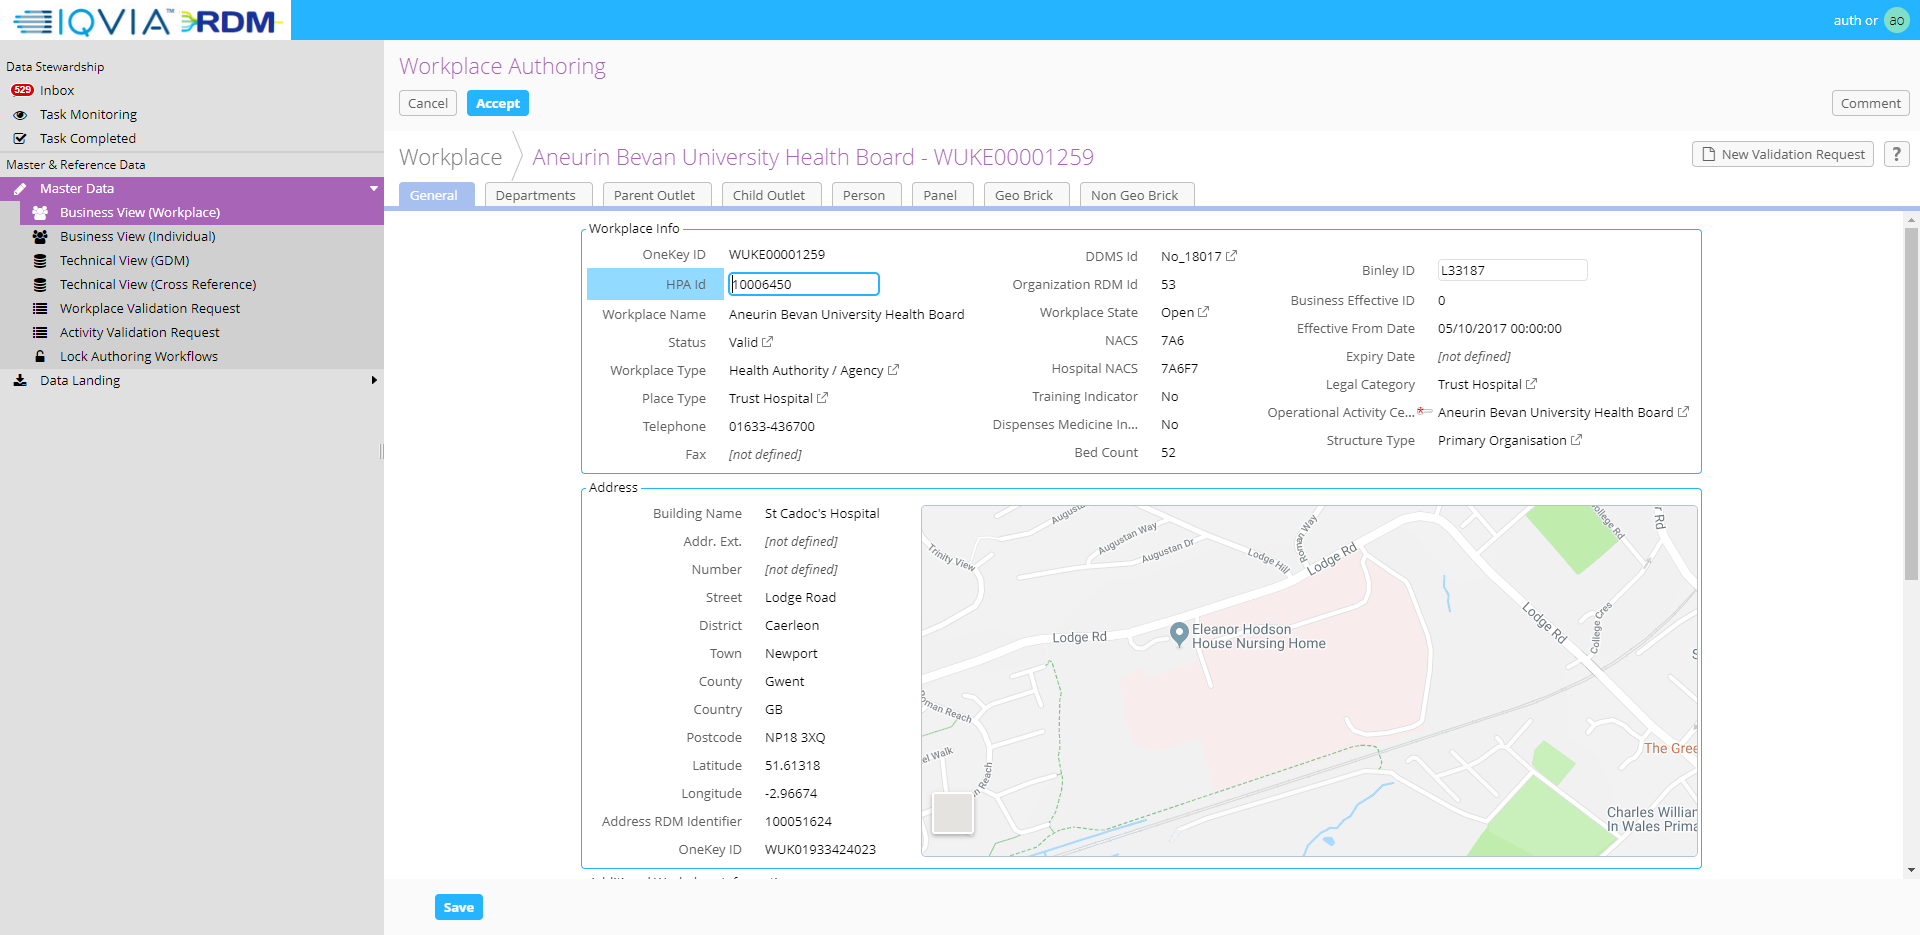 IQVIA™ RDM
auth or ao
Data Stewardship
529 Inbox
Task Monitoring
Task Completed
Master & Reference Data
Master Data
Business View (Workplace)
Business View (Individual)
Technical View (GDM)
Technical View (Cross Reference)
Workplace Validation Request
Activity Validation Request
Lock Authoring Workflows
Data Landing
Workplace Authoring
Cancel Accept Comment
Workplace Aneurin Bevan University Health Board - WUKE00001259 New Validation Request ?
General Departments Parent Outlet Child Outlet Person Panel Geo Brick Non Geo Brick
Workplace Info
OneKey ID WUKE00001259
HPA Id 10006450
Workplace Name Aneurin Bevan University Health Board
Status Valid
Workplace Type Health Authority / Agency
Place Type Trust Hospital
Telephone 01633-436700
Fax [not defined]
DDMS Id No_18017
Organization RDM Id 53
Workplace State Open
NACS 7A6
Hospital NACS 7A6F7
Training Indicator No
Dispenses Medicine In... No
Bed Count 52
Binley ID L33187
Business Effective ID 0
Effective From Date 05/10/2017 00:00:00
Expiry Date [not defined]
Legal Category Trust Hospital
Operational Activity Ce... Aneurin Bevan University Health Board
Structure Type Primary Organisation
Address
Building Name St Cadoc's Hospital
Addr. Ext. [not defined]
Number [not defined]
Street Lodge Road
District Caerleon
Town Newport
County Gwent
Country GB
Postcode NP18 3XQ
Latitude 51.61318
Longitude -2.96674
Address RDM Identifier 100051624
OneKey ID WUK01933424023
Augustan Way
Augustan Dr
Trinity View
Lodge Hill
Roman Way
Lodge Rd
Lodge Rd
Lodge Rd
College Rd
r Rd
College Cres
Eleanor Hodson
House Nursing Home
The Gree
Charles William
In Wales Prima
Save